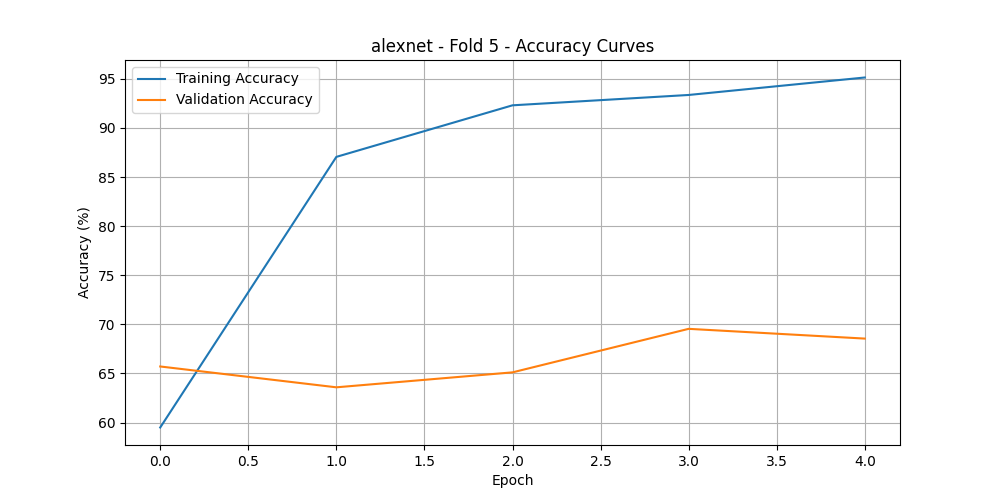 alexnet - Fold 5 - Accuracy Curves
Training Accuracy
Validation Accuracy
Accuracy (%)
95
90
85
80
75
70
65
60
0.0 0.5 1.0 1.5 2.0 2.5 3.0 3.5 4.0
Epoch